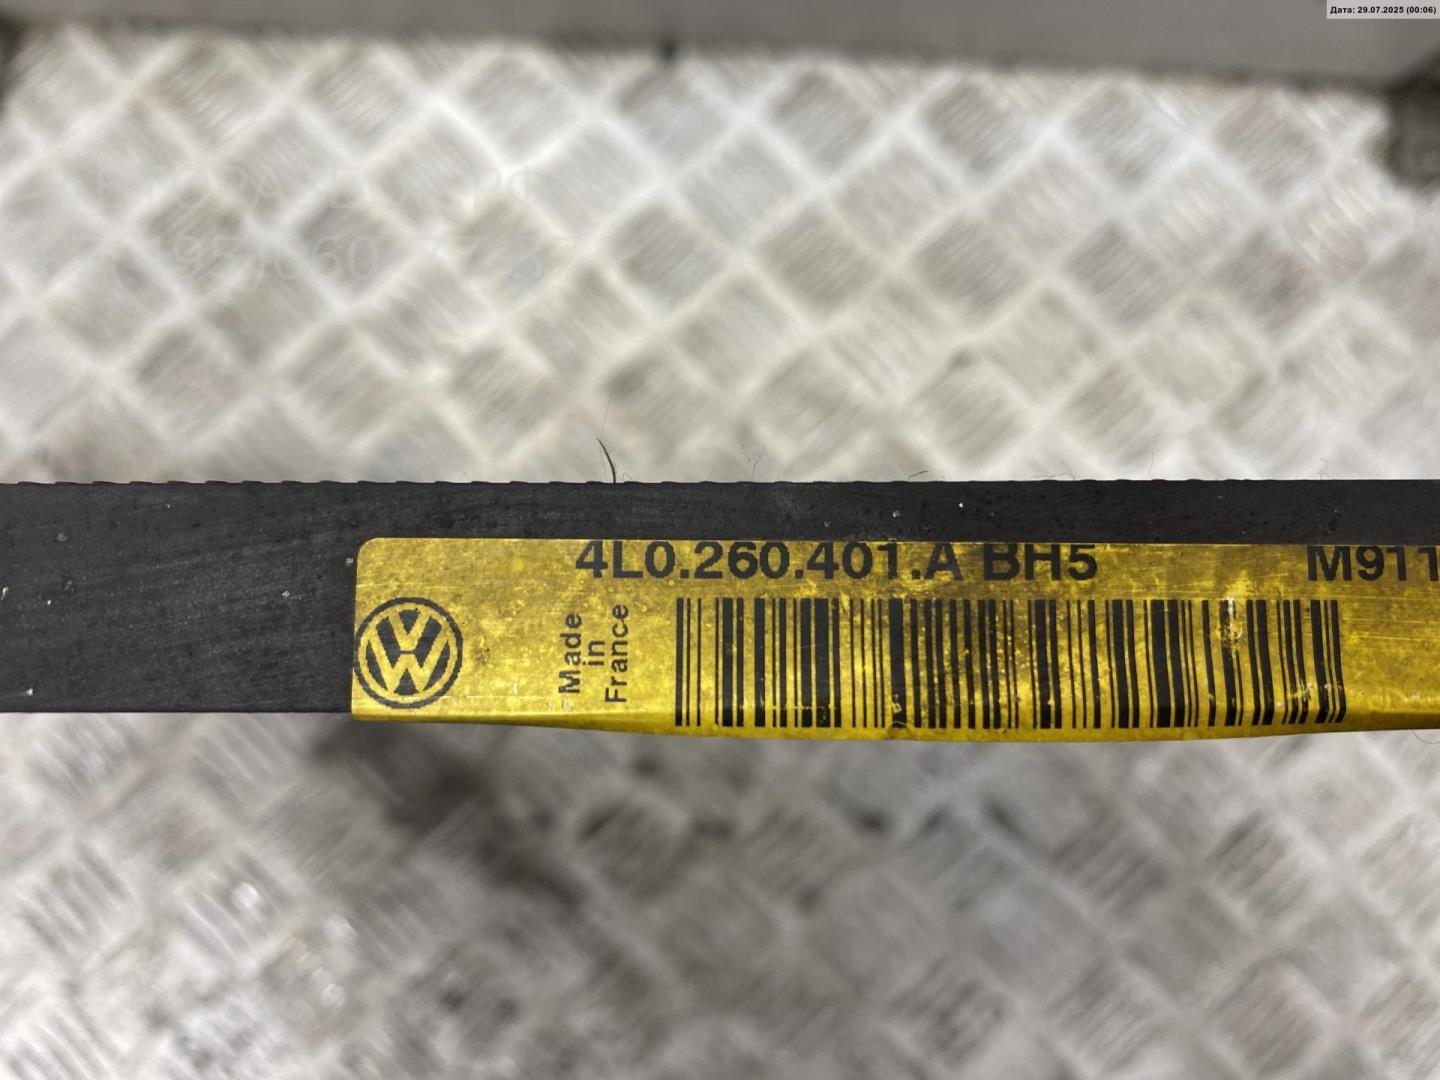 Дата: 29.07.2025 (00:06)
4L0.260.401.A BH5 M911
Made
in
France